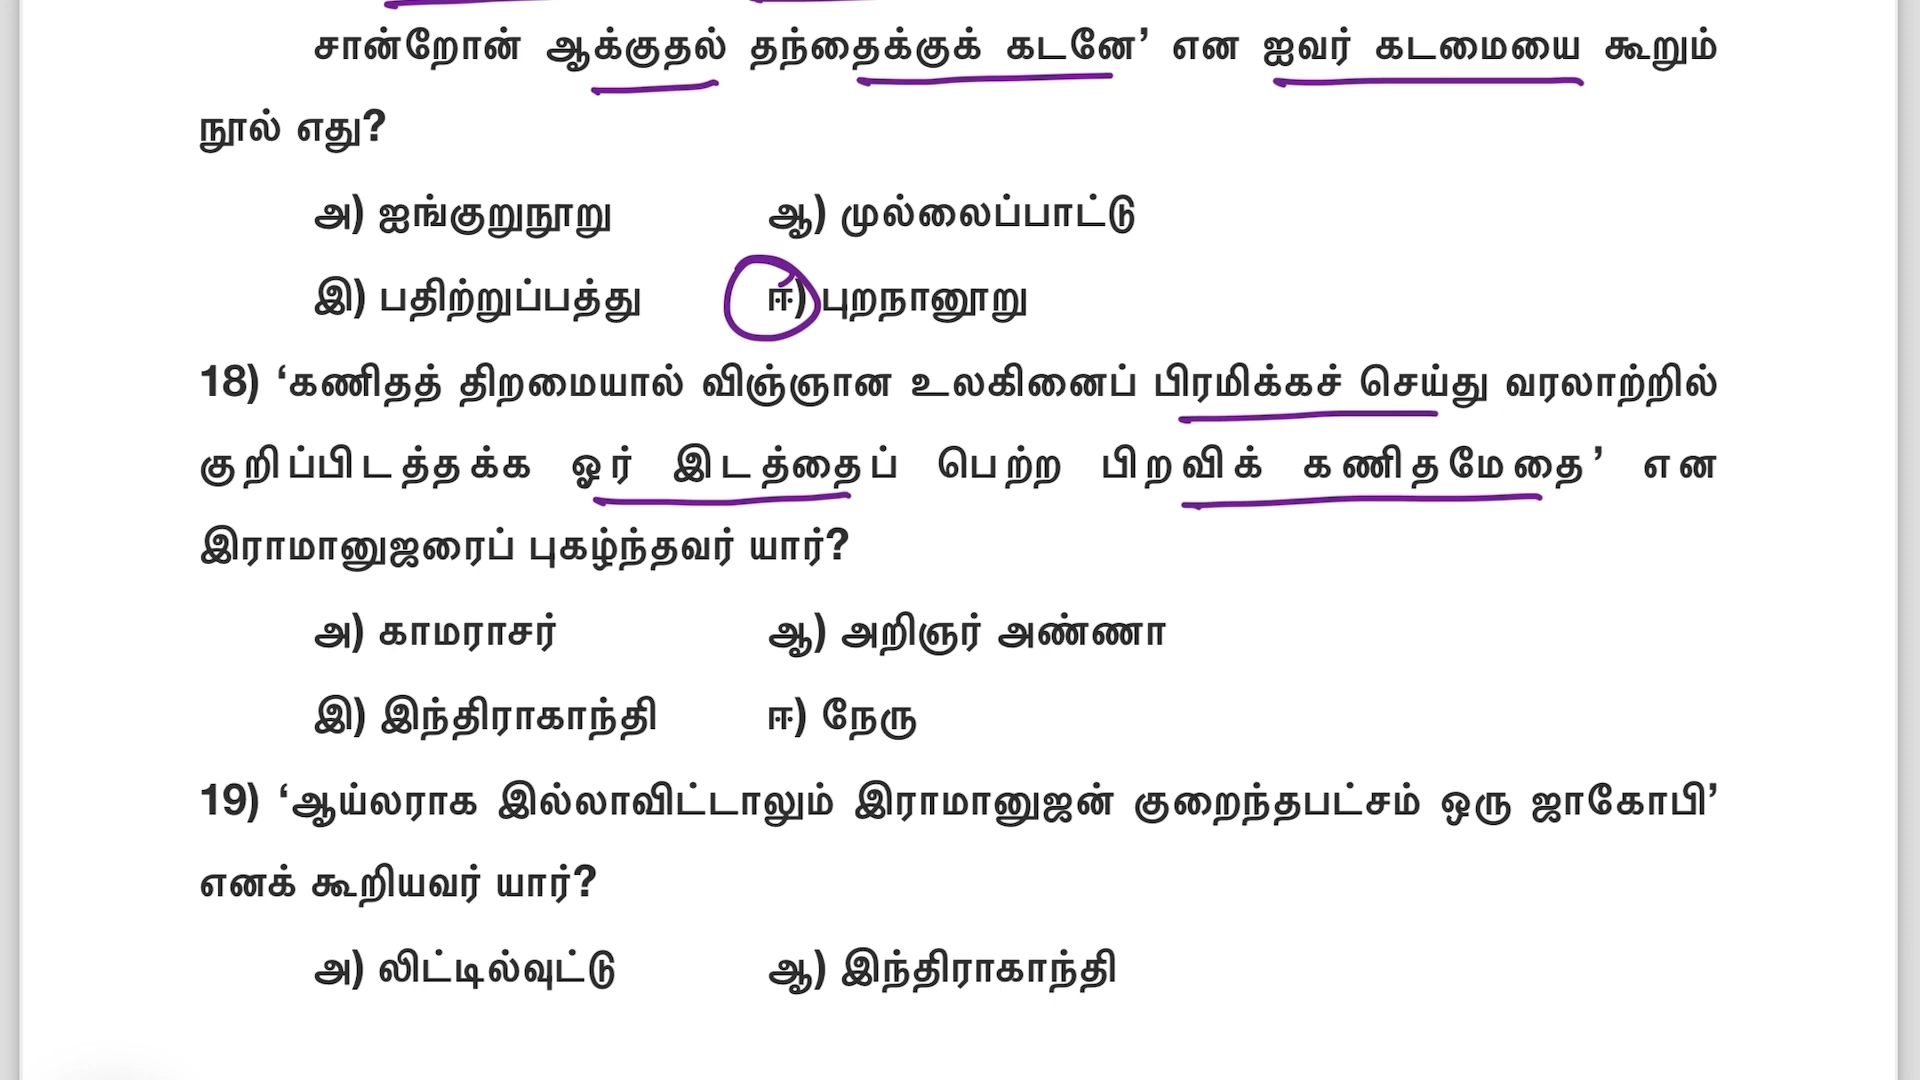 சான்றோன் ஆக்குதல் தந்தைக்குக் கடனே’ என ஐவர் கடமையை கூறும்
நூல் எது?
அ) ஐங்குறுநூறு ஆ) முல்லைப்பாட்டு
இ) பதிற்றுப்பத்து ஈ) புறநானூறு
18) ‘கணிதத் திறமையால் விஞ்ஞான உலகினைப் பிரமிக்கச் செய்து வரலாற்றில்
குறிப்பிடத்தக்க ஓர் இடத்தைப் பெற்ற பிறவிக் கணிதமேதை’ என
இராமானுஜரைப் புகழ்ந்தவர் யார்?
அ) காமராசர் ஆ) அறிஞர் அண்ணா
இ) இந்திராகாந்தி ஈ) நேரு
19) ‘ஆய்லராக இல்லாவிட்டாலும் இராமானுஜன் குறைந்தபட்சம் ஒரு ஜாகோபி’
எனக் கூறியவர் யார்?
அ) லிட்டில்வுட்டு ஆ) இந்திராகாந்தி